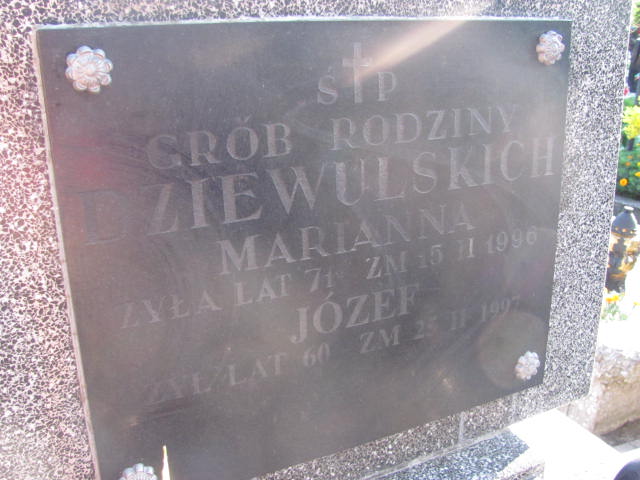 Ś P
GRÓB RODZINY
DZIEWULSKICH
MARIANNA
ŻYŁA LAT 71 ZM 15 II 1996
JÓZEF
ŻYŁ LAT 60 ZM 25 II 1997